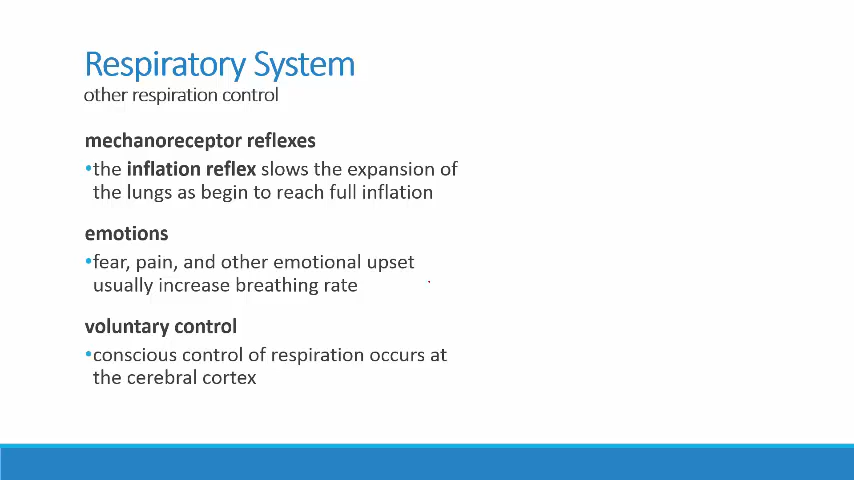 Respiratory System
other respiration control
mechanoreceptor reflexes
•the inflation reflex slows the expansion of
the lungs as begin to reach full inflation
emotions
•fear, pain, and other emotional upset
usually increase breathing rate
voluntary control
•conscious control of respiration occurs at
the cerebral cortex